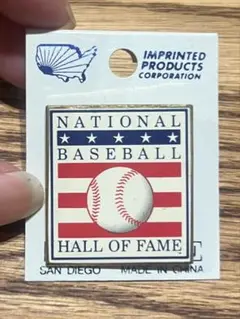 IMPRINTED
PRODUCTS
CORPORATION
NATIONAL
BASEBALL
HALL OF FAME
SAN DIEGO MADE IN CHINA